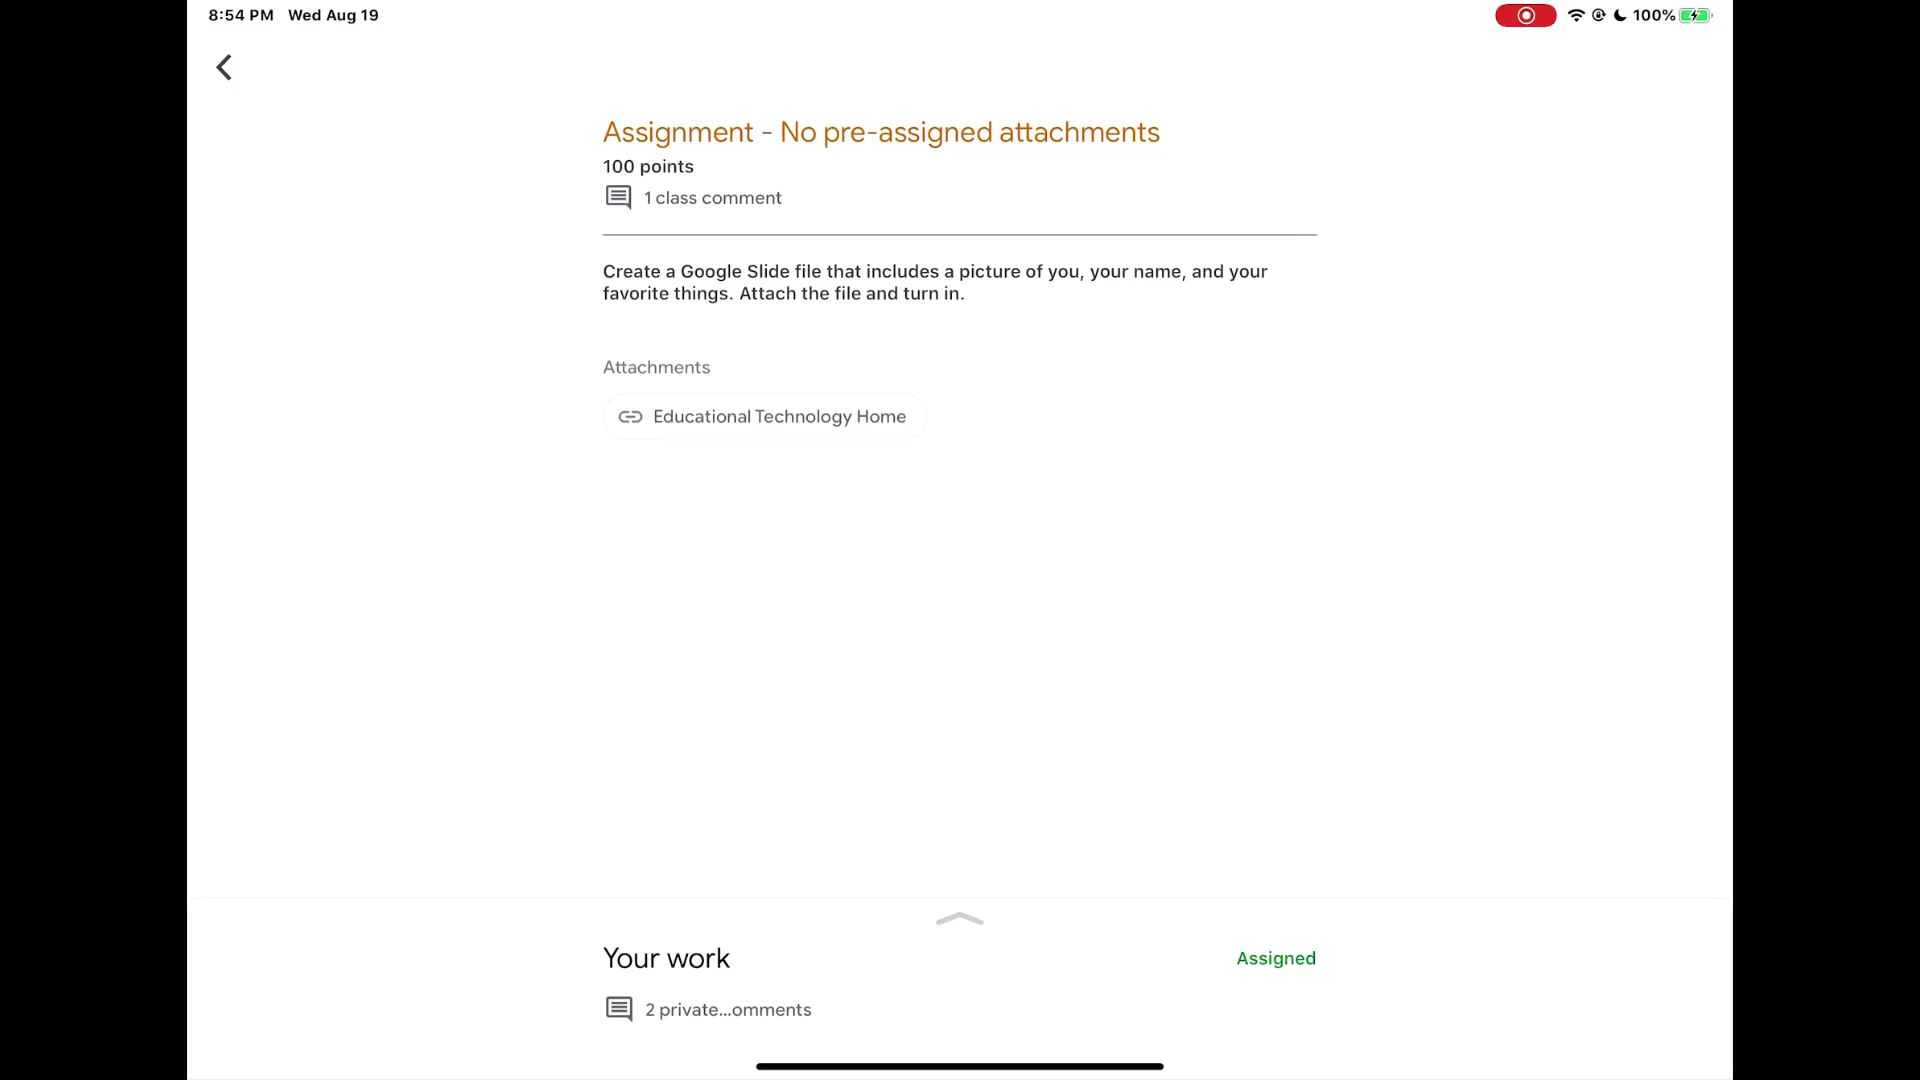 8:54 PM Wed Aug 19
100%
Assignment - No pre-assigned attachments
100 points
1 class comment
Create a Google Slide file that includes a picture of you, your name, and your
favorite things. Attach the file and turn in.
Attachments
Educational Technology Home
Your work
Assigned
2 private...omments